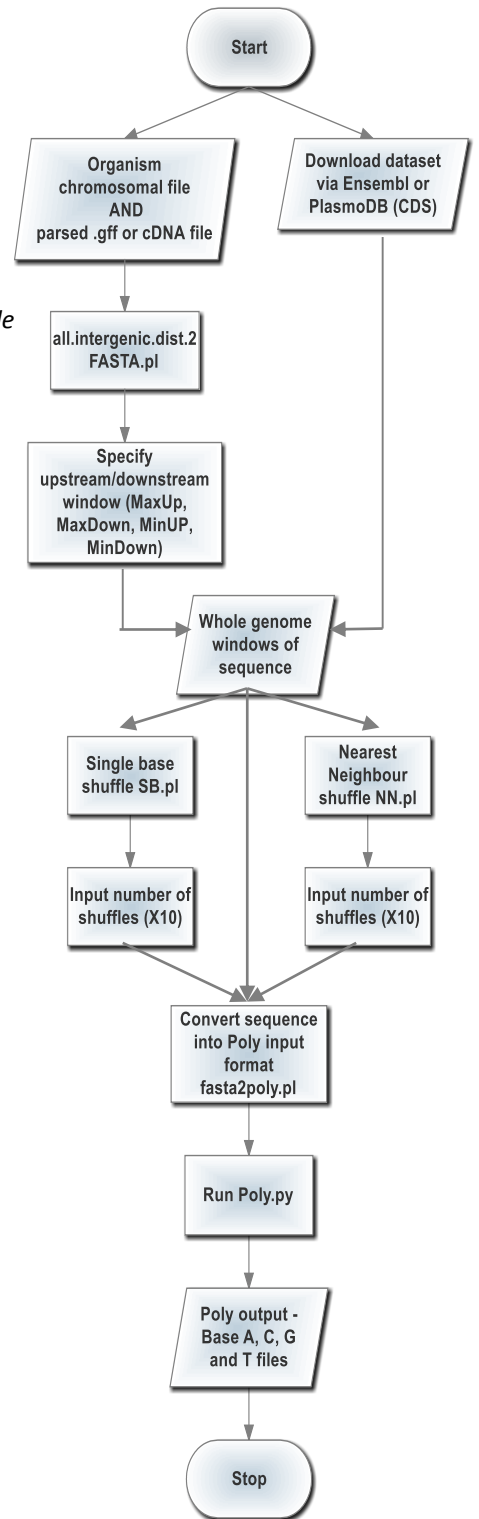 Start
Organism
chromosomal file
AND
parsed .gff or cDNA file
Download dataset
via Ensembl or
PlasmoDB (CDS)
all.intergenic.dist.2
FASTA.pl
Specify
upstream/downstream
window (MaxUp,
MaxDown, MinUP,
MinDown)
Whole genome
windows of
sequence
Single base
shuffle SB.pl
Nearest
Neighbour
shuffle NN.pl
Input number of
shuffles (X10)
Input number of
shuffles (X10)
Convert sequence
into Poly input
format
fasta2poly.pl
Run Poly.py
Poly output -
Base A, C, G
and T files
Stop